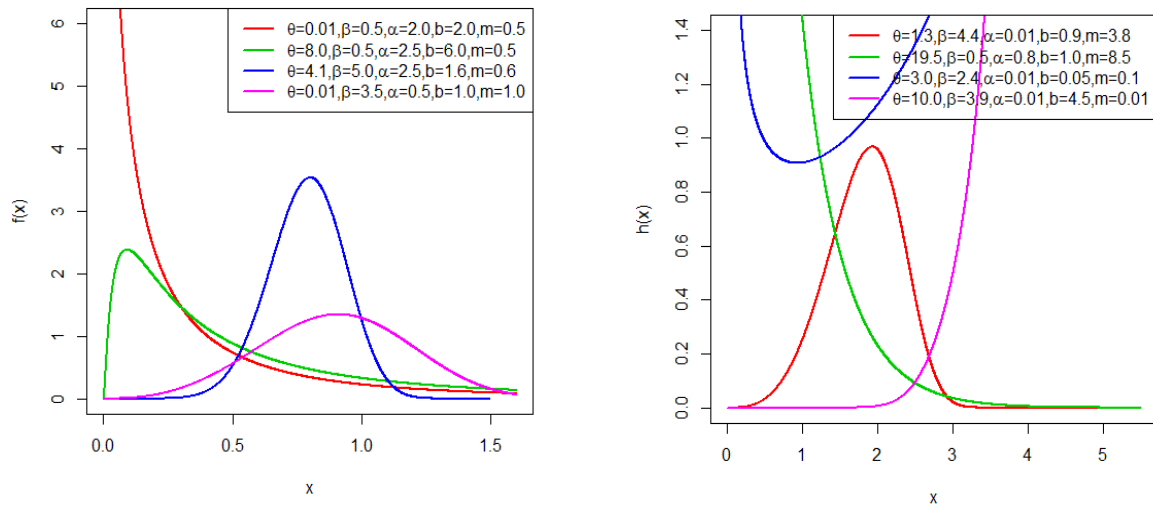 θ=0.01,β=0.5,α=2.0,b=2.0,m=0.5
θ=8.0,β=0.5,α=2.5,b=6.0,m=0.5
θ=4.1,β=5.0,α=2.5,b=1.6,m=0.6
θ=0.01,β=3.5,α=0.5,b=1.0,m=1.0
f(x)
6
5
4
3
2
1
0
0.0 0.5 1.0 1.5
x
θ=1.3,β=4.4,α=0.01,b=0.9,m=3.8
θ=19.5,β=0.5,α=0.8,b=1.0,m=8.5
θ=3.0,β=2.4,α=0.01,b=0.05,m=0.1
θ=10.0,β=3.9,α=0.01,b=4.5,m=0.01
h(x)
1.4
1.2
1.0
0.8
0.6
0.4
0.2
0.0
0 1 2 3 4 5
x